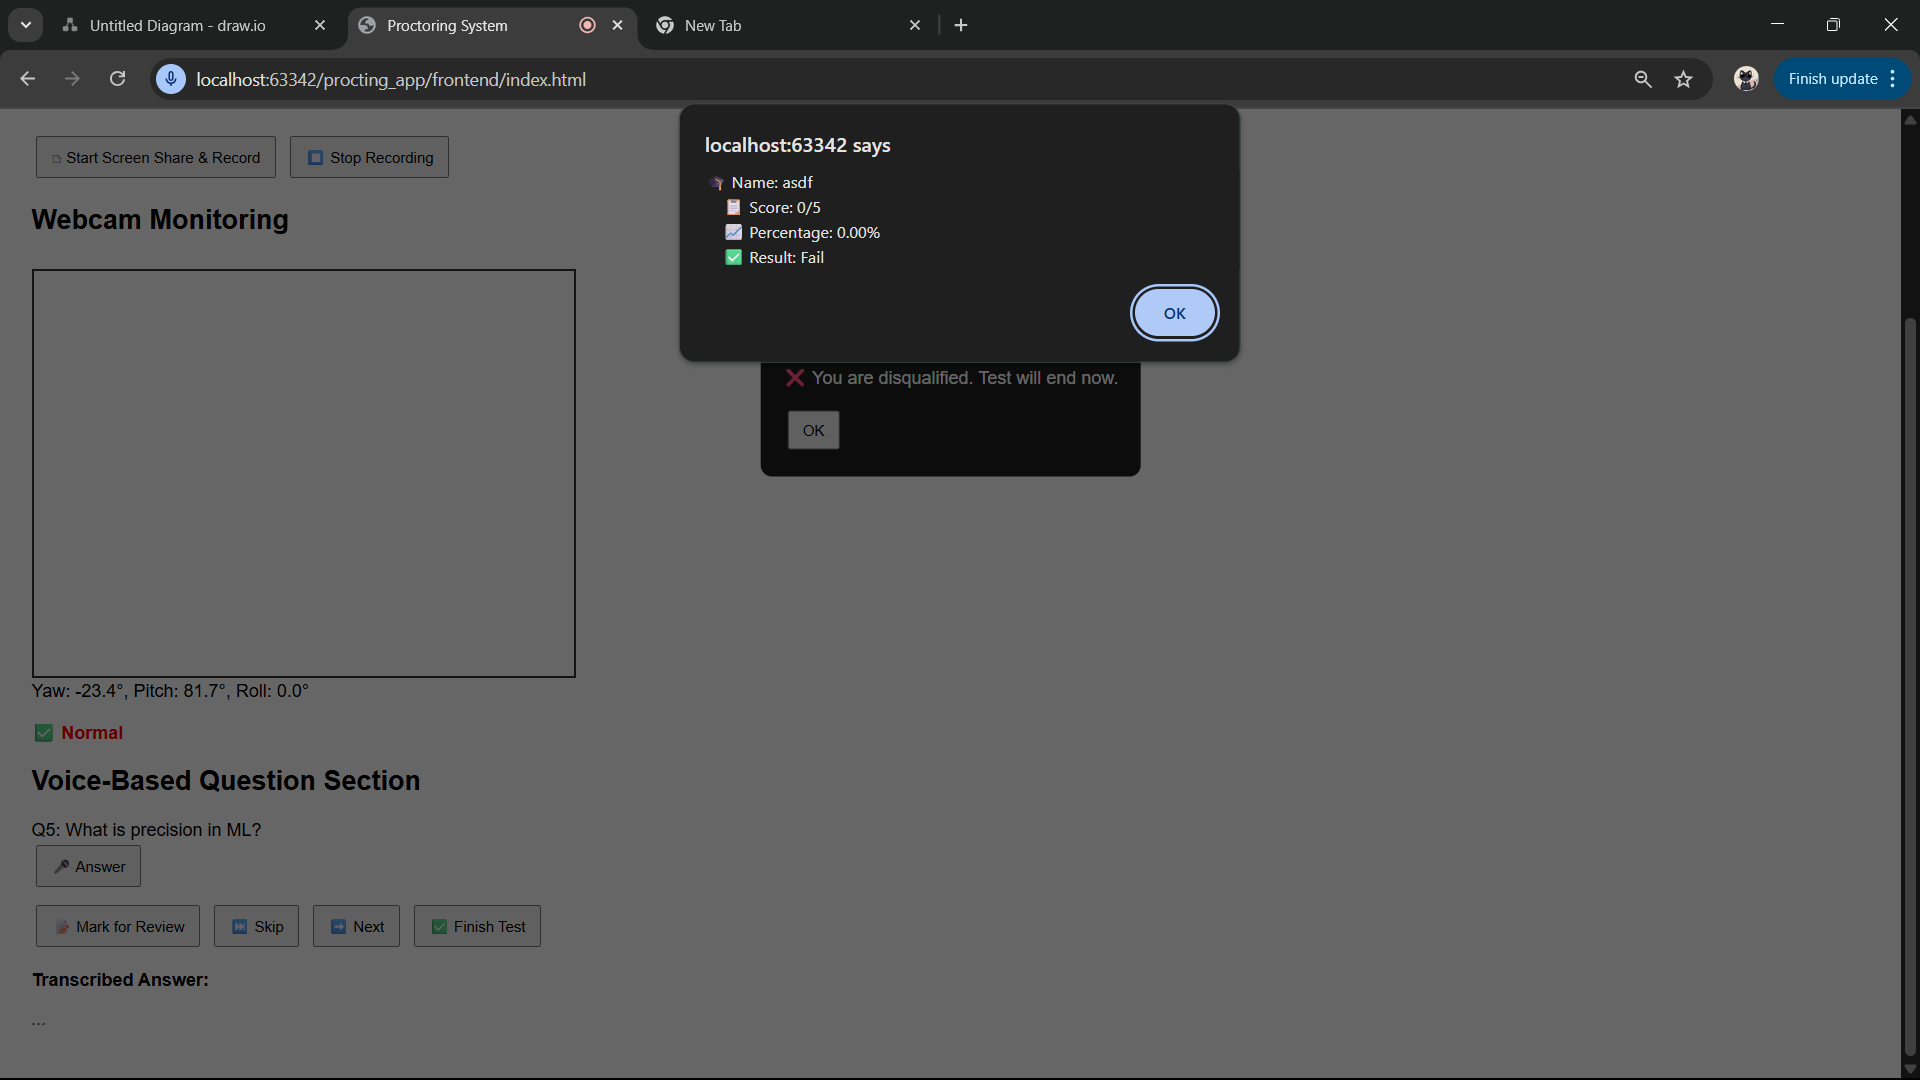 Untitled Diagram - draw.io
Proctoring System
New Tab
localhost:63342/procting_app/frontend/index.html
Finish update
Start Screen Share & Record
Stop Recording
localhost:63342 says
🎓 Name: asdf
📋 Score: 0/5
📈 Percentage: 0.00%
✅ Result: Fail
OK
❌ You are disqualified. Test will end now.
OK
Webcam Monitoring
Yaw: -23.4°, Pitch: 81.7°, Roll: 0.0°
✅ Normal
Voice-Based Question Section
Q5: What is precision in ML?
🎤 Answer
📝 Mark for Review
⏭️ Skip
➡️ Next
✅ Finish Test
Transcribed Answer:
...